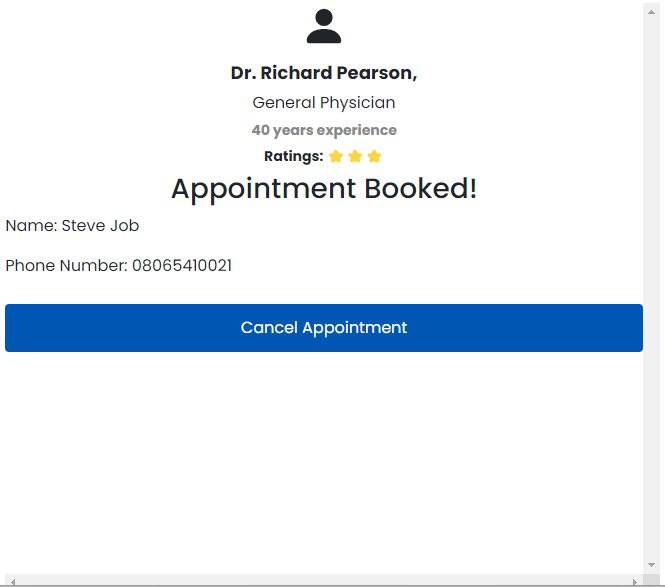 Dr. Richard Pearson,
General Physician
40 years experience
Ratings:
Appointment Booked!
Name: Steve Job
Phone Number: 08065410021
Cancel Appointment